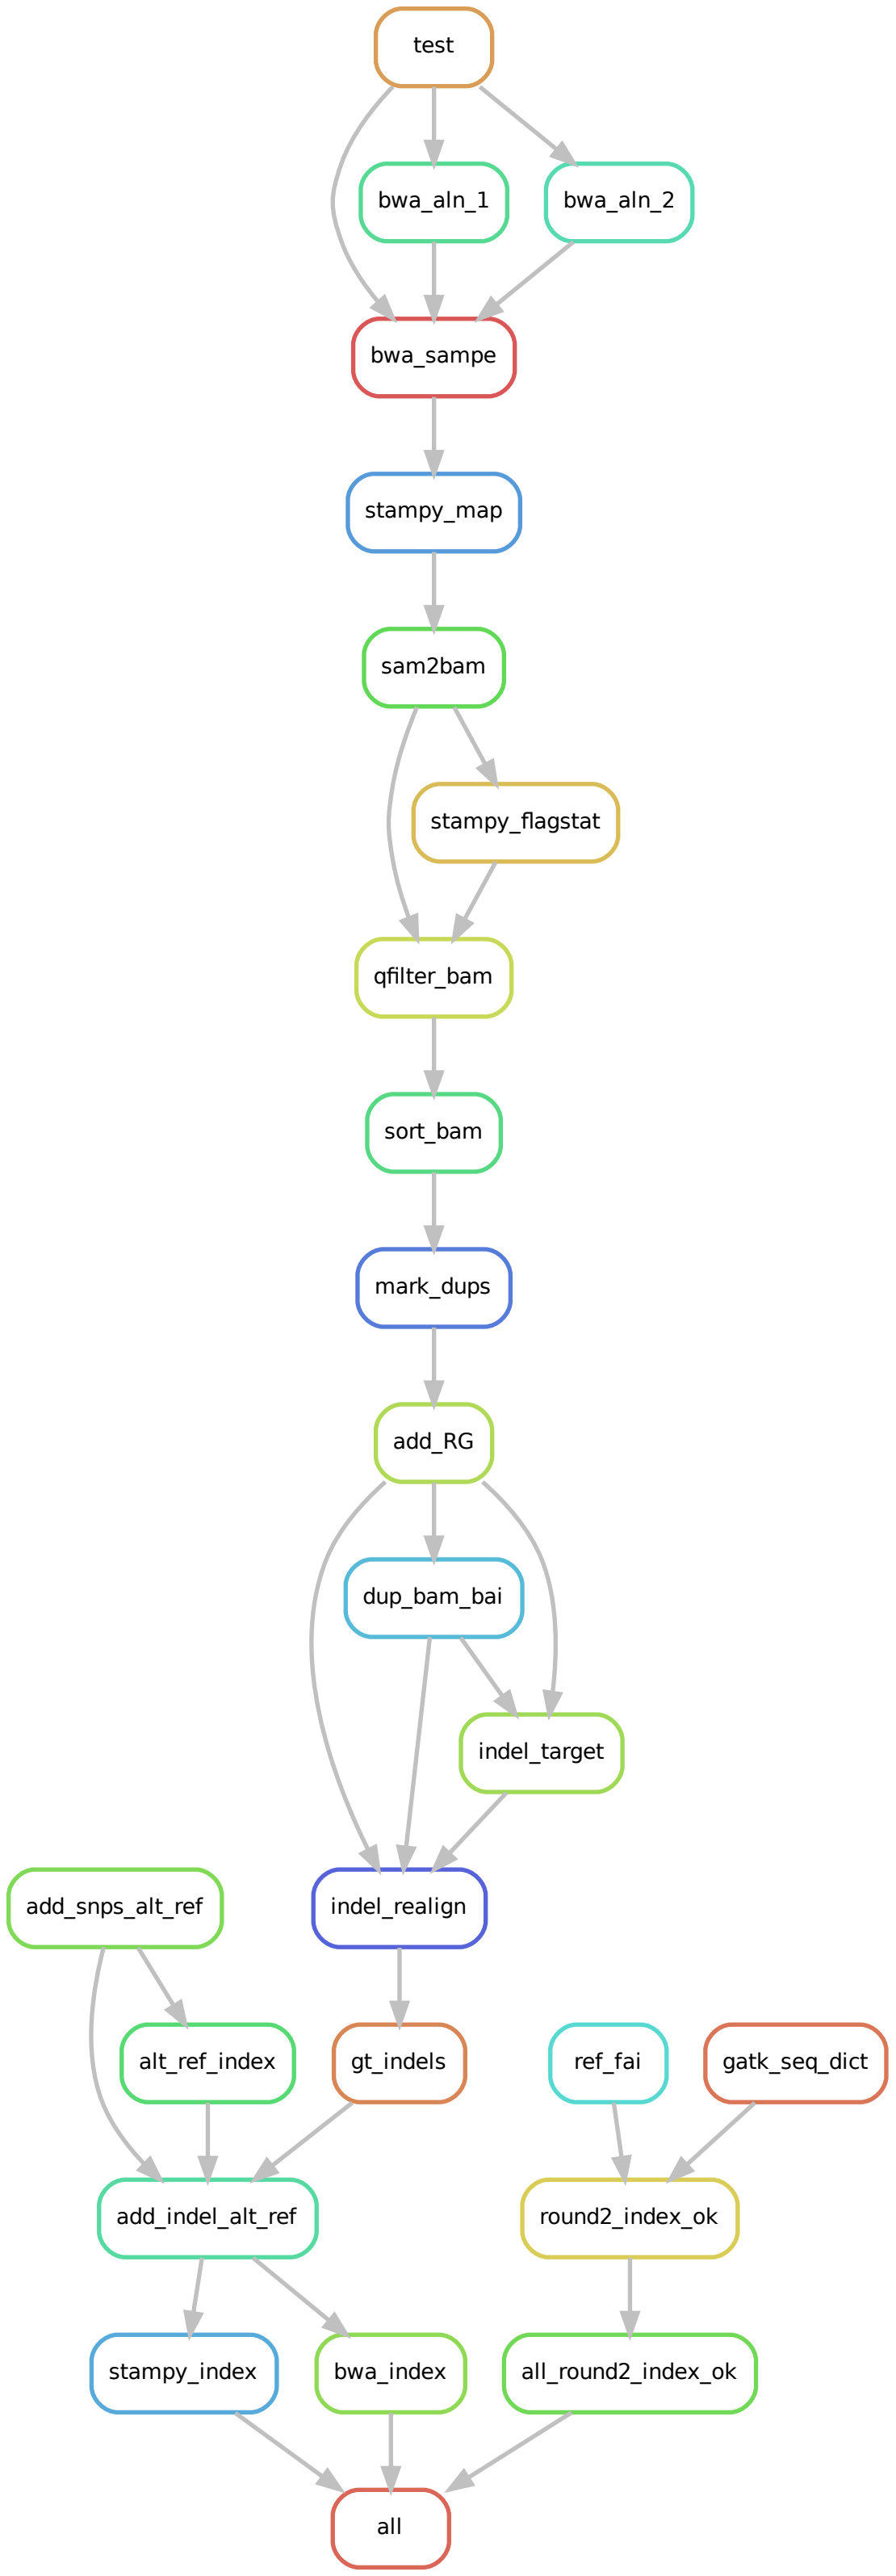 test
bwa_aln_1
bwa_aln_2
bwa_sampe
stampy_map
sam2bam
stampy_flagstat
qfilter_bam
sort_bam
mark_dups
add_RG
dup_bam_bai
indel_target
add_snps_alt_ref
indel_realign
alt_ref_index
gt_indels
ref_fai
gatk_seq_dict
add_indel_alt_ref
round2_index_ok
stampy_index
bwa_index
all_round2_index_ok
all